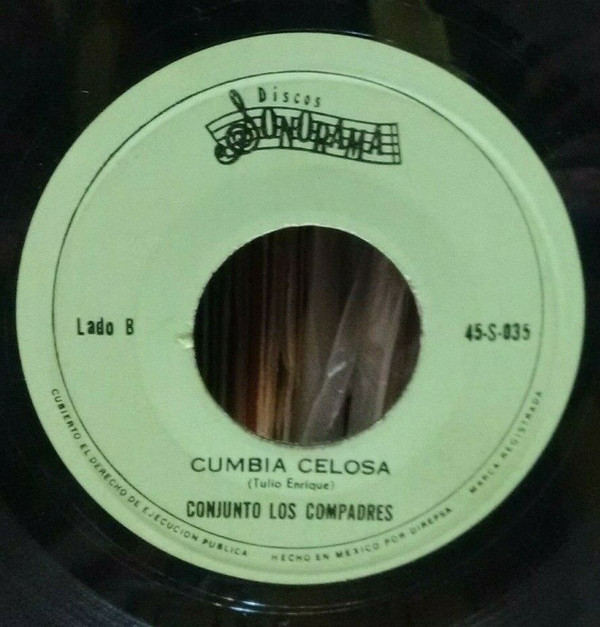 Discos
SONORAMA
Lado B
45-S-035
CUMBIA CELOSA
(Tulio Enrique)
CONJUNTO LOS COMPADRES
CUBIERTO EL DERECHO DE EJECUCION PUBLICA HECHO EN MEXICO POR DIREPSA MARCA REGISTRADA